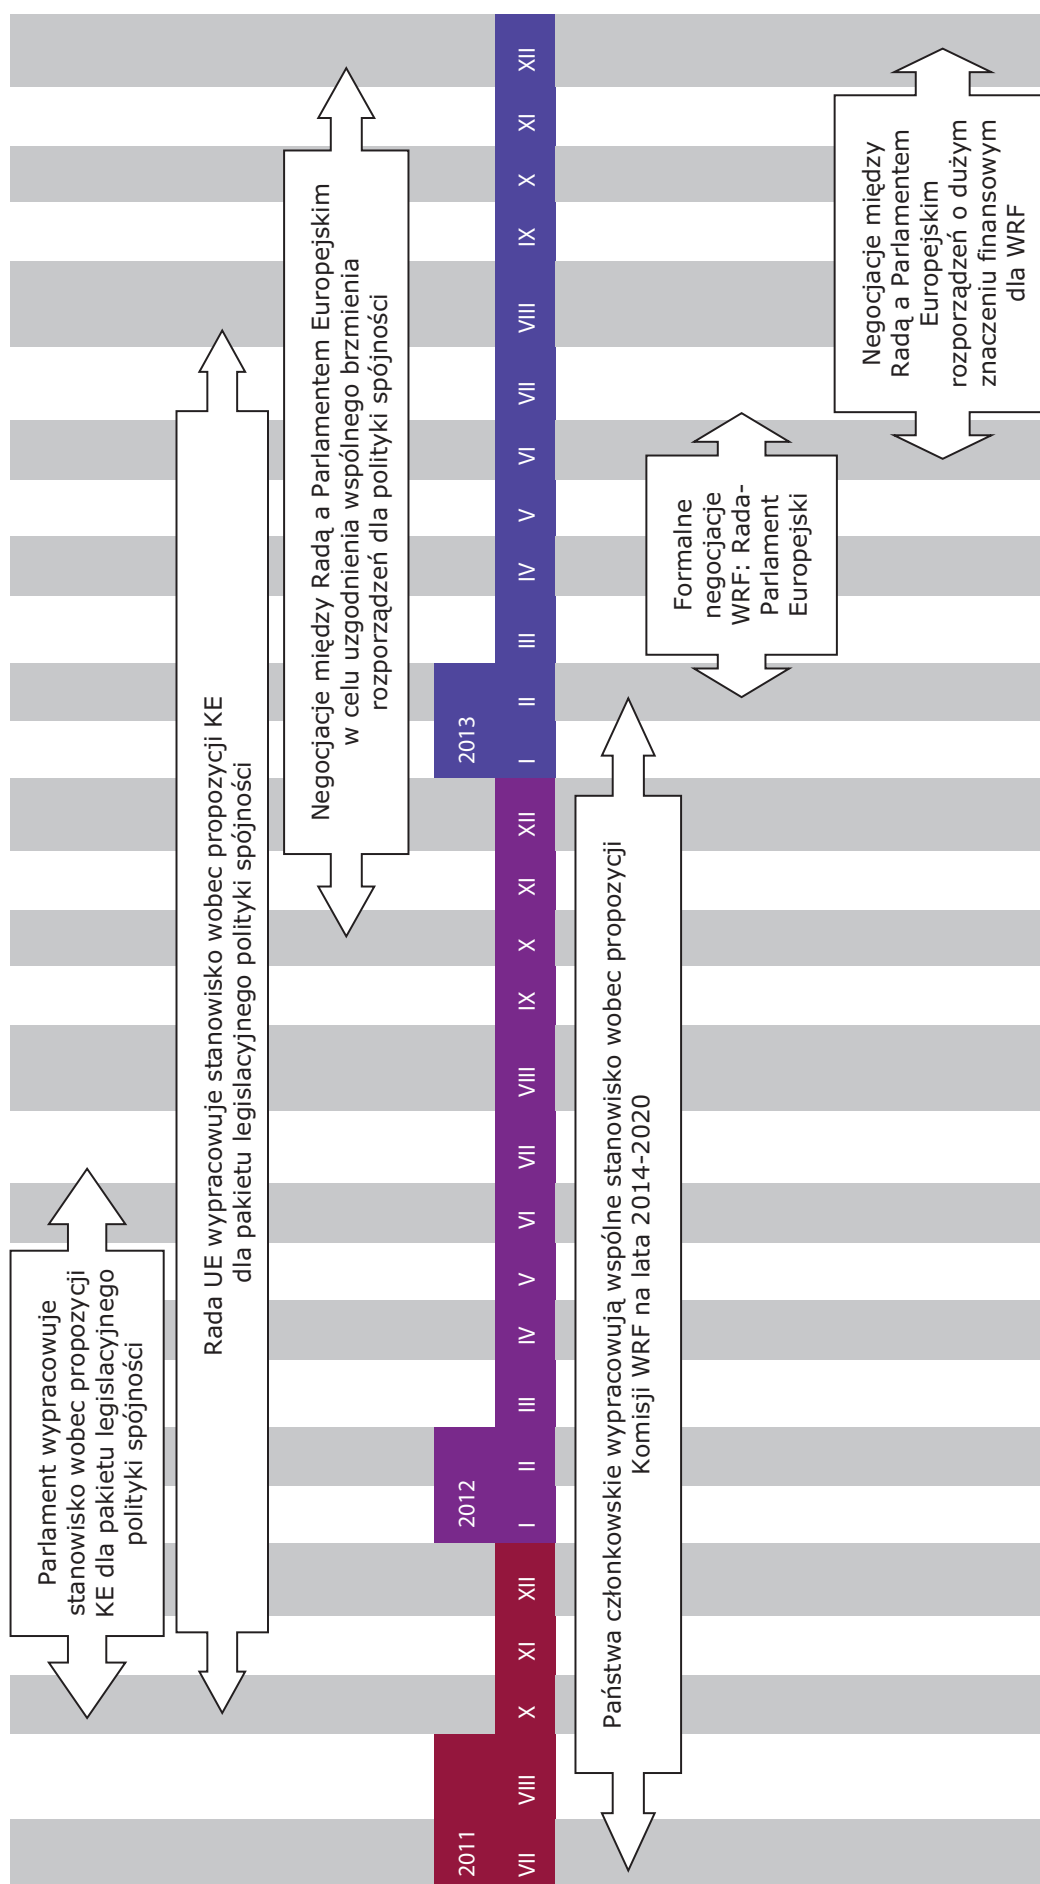 Parlament wypracowuje
stanowisko wobec propozycji
KE dla pakietu legislacyjnego
polityki spójności
Rada UE wypracowuje stanowisko wobec propozycji KE
dla pakietu legislacyjnego polityki spójności
Negocjacje między Radą a Parlamentem Europejskim
w celu uzgodnienia wspólnego brzmienia
rozporządzeń dla polityki spójności
2011 2012 2013
VII VIII X XI XII I II III IV V VI VII VIII IX X XI XII I II III IV V VI VII VIII IX X XI XII
Państwa członkowskie wypracowują wspólne stanowisko wobec propozycji
Komisji WRF na lata 2014-2020
Formalne
negocjacje
WRF: Rada-
Parlament
Europejski
Negocjacje między
Radą a Parlamentem
Europejskim
rozporządzeń o dużym
znaczeniu finansowym
dla WRF